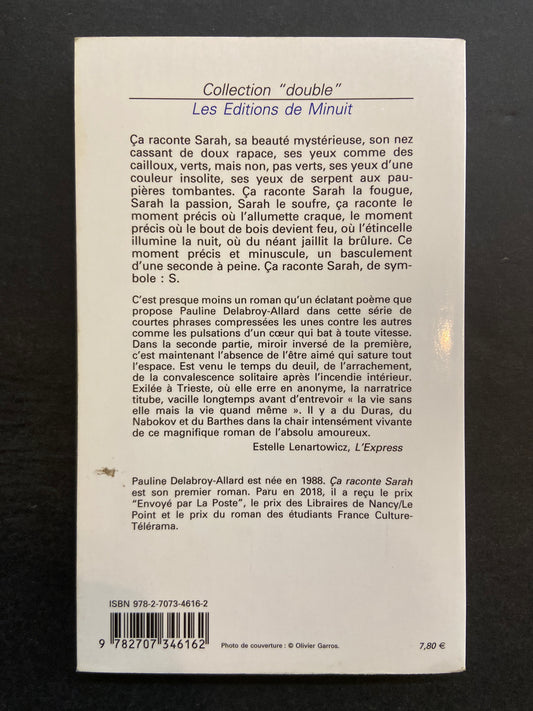 Collection "double"
Les Editions de Minuit
Ça raconte Sarah, sa beauté mystérieuse, son nez
cassant de doux rapace, ses yeux comme des
cailloux, verts, mais non, pas verts, ses yeux d'une
couleur insolite, ses yeux de serpent aux pau-
pières tombantes. Ça raconte Sarah la fougue,
Sarah la passion, Sarah le soufre, ça raconte le
moment précis où l'allumette craque, le moment
précis où le bout de bois devient feu, où l'étincelle
illumine la nuit, où du néant jaillit la brûlure. Ce
moment précis et minuscule, un basculement
d'une seconde à peine. Ça raconte Sarah, de sym-
bole : S.
C'est presque moins un roman qu'un éclatant poème que
propose Pauline Delabroy-Allard dans cette série de
courtes phrases compressées les unes contre les autres
comme les pulsations d'un cœur qui bat à toute vitesse.
Dans la seconde partie, miroir inversé de la première,
c'est maintenant l'absence de l'être aimé qui sature tout
l'espace. Est venu le temps du deuil, de l'arrachement,
de la convalescence solitaire après l'incendie intérieur.
Exilée à Trieste, où elle erre en anonyme, la narratrice
titube, vacille longtemps avant d'entrevoir « la vie sans
elle mais la vie quand même ». Il y a du Duras, du
Nabokov et du Barthes dans la chair intensément vivante
de ce magnifique roman de l'absolu amoureux.
Estelle Lenartowicz, L'Express
Pauline Delabroy-Allard est née en 1988. Ça raconte Sarah
est son premier roman. Paru en 2018, il a reçu le prix
"Envoyé par La Poste", le prix des Libraires de Nancy/Le
Point et le prix du roman des étudiants France Culture-
Télérama.
ISBN 978-2-7073-4616-2
9 782707 346162
Photo de couverture : © Olivier Garros.
7,80 €